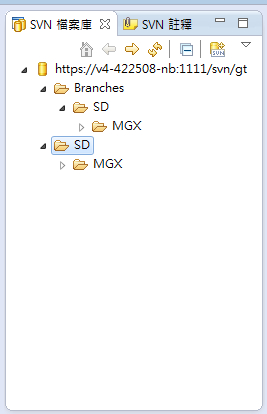 SVN 檔案庫 SVN 註釋
SVN
https://v4-422508-nb:1111/svn/gt
Branches
SD
MGX
SD
MGX